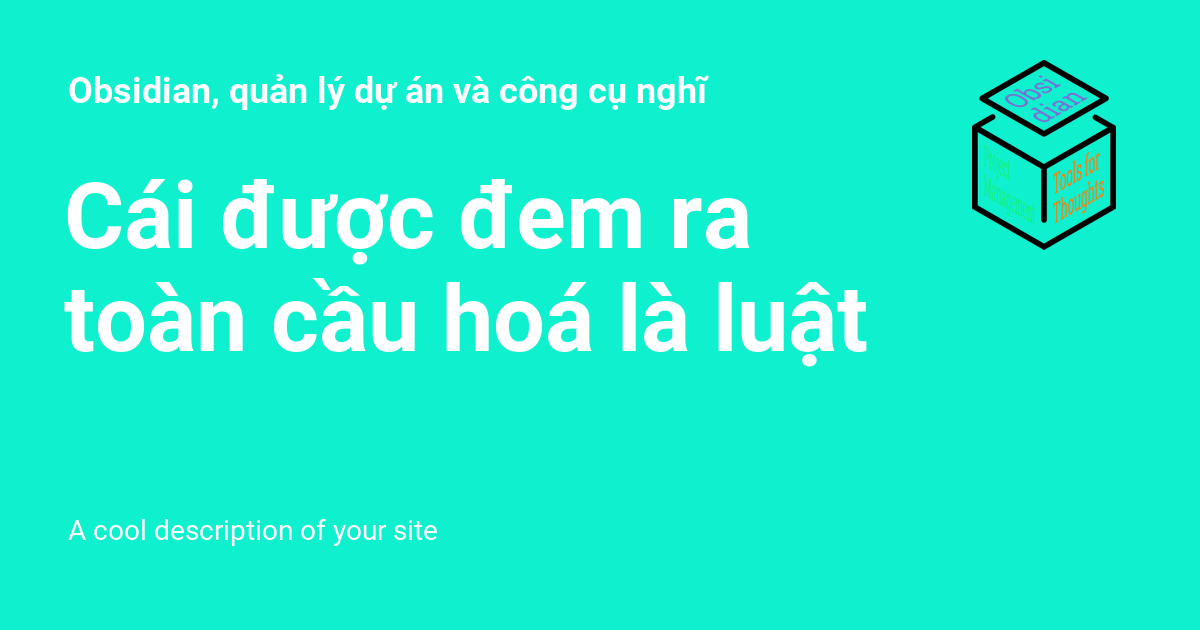 Obsidian, quản lý dự án và công cụ nghĩ
Obsi
dian
Project
Management
Tools for
Thoughts
Cái được đem ra
toàn cầu hoá là luật
A cool description of your site